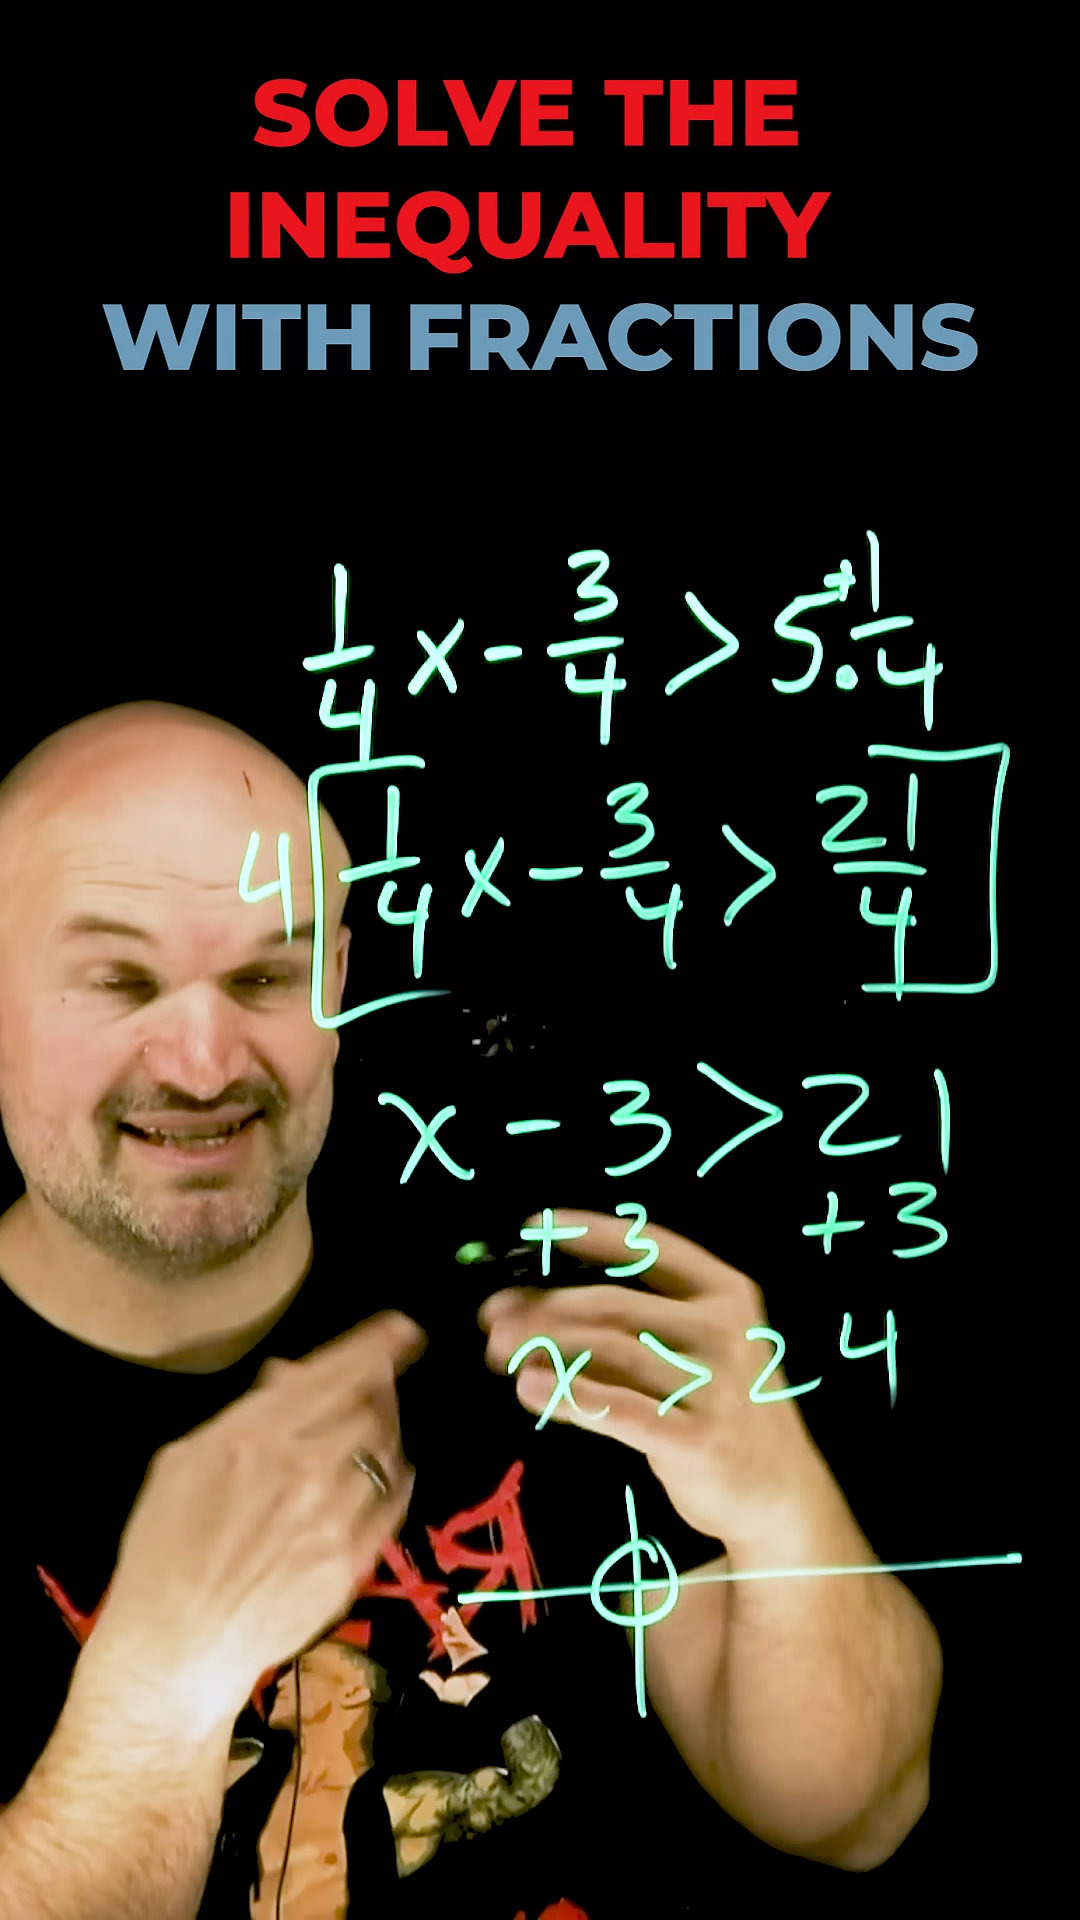 SOLVE THE
INEQUALITY
WITH FRACTIONS
1/4 x - 3/4 > 5 + 1/4
4 [ 1/4 x - 3/4 > 21/4 ]
x - 3 > 21
+3 +3
x > 24